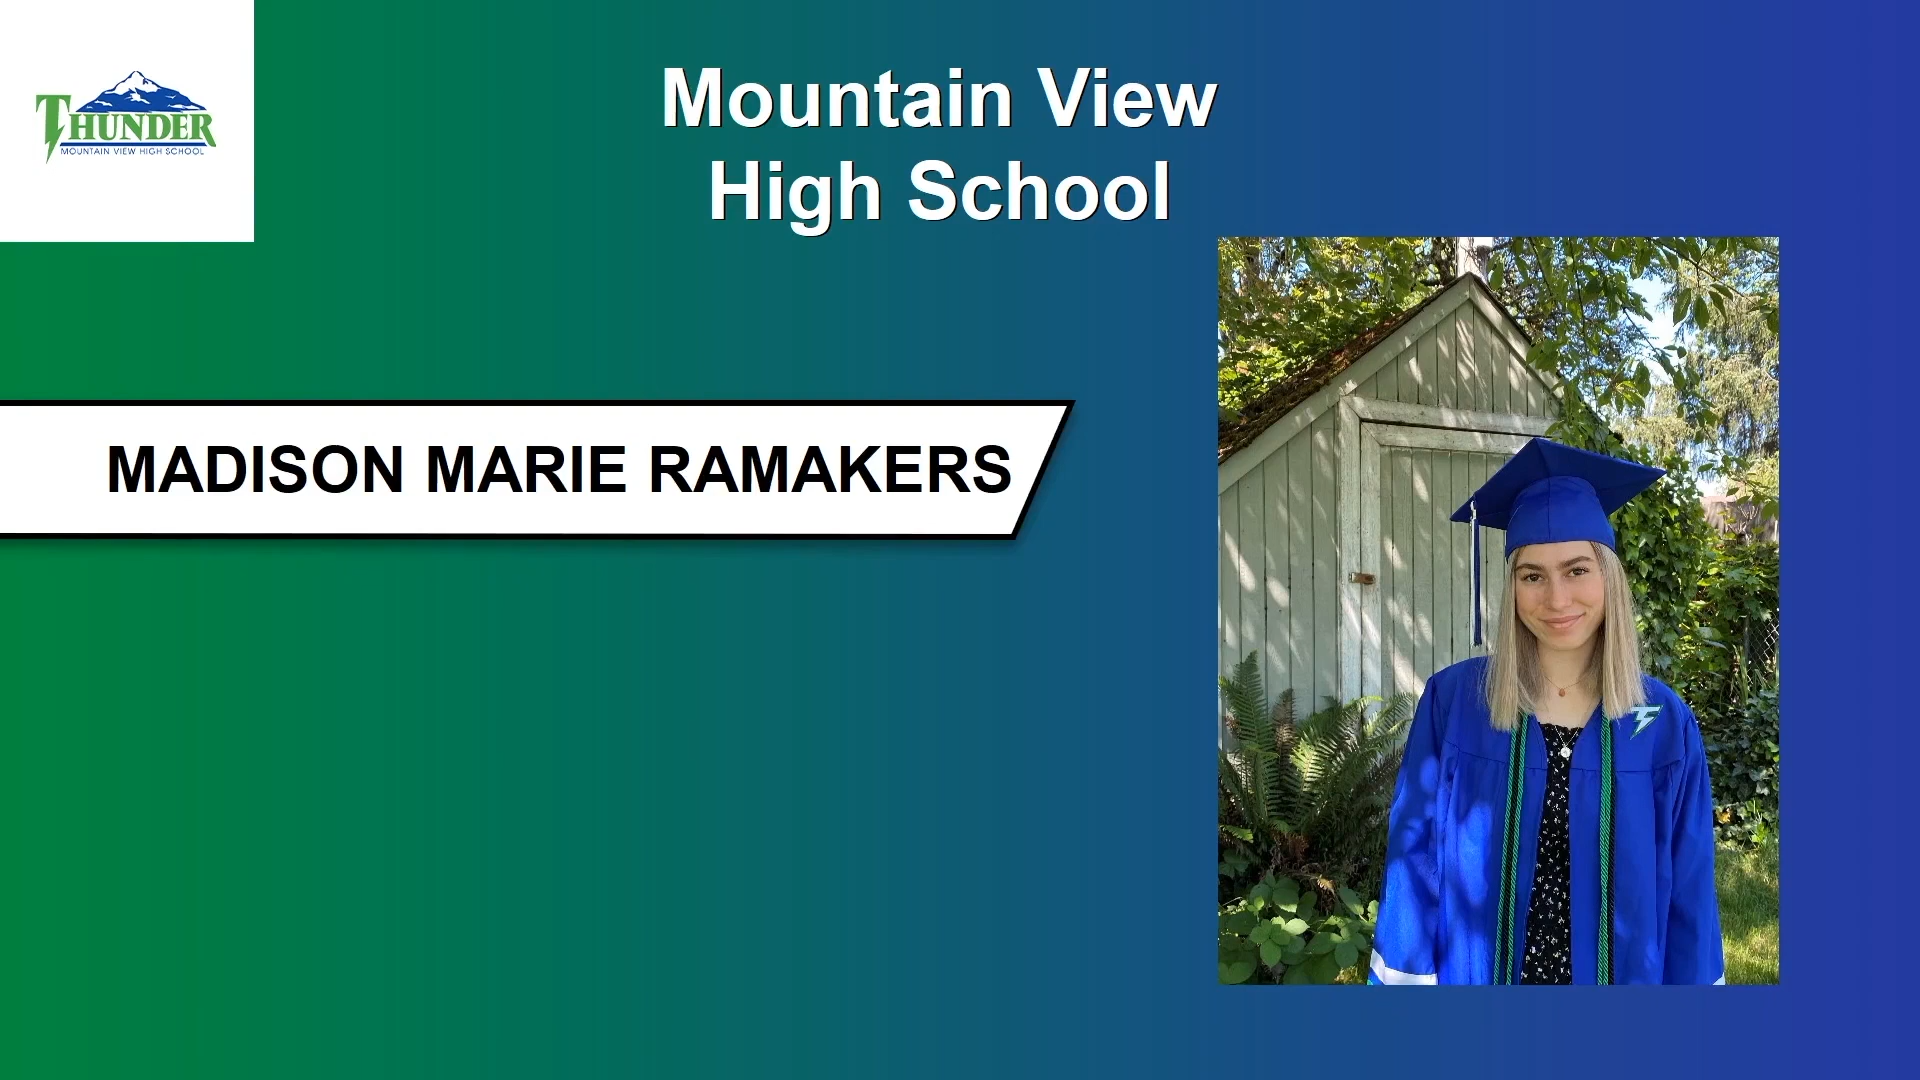 THUNDER
MOUNTAIN VIEW HIGH SCHOOL
Mountain View
High School
MADISON MARIE RAMAKERS